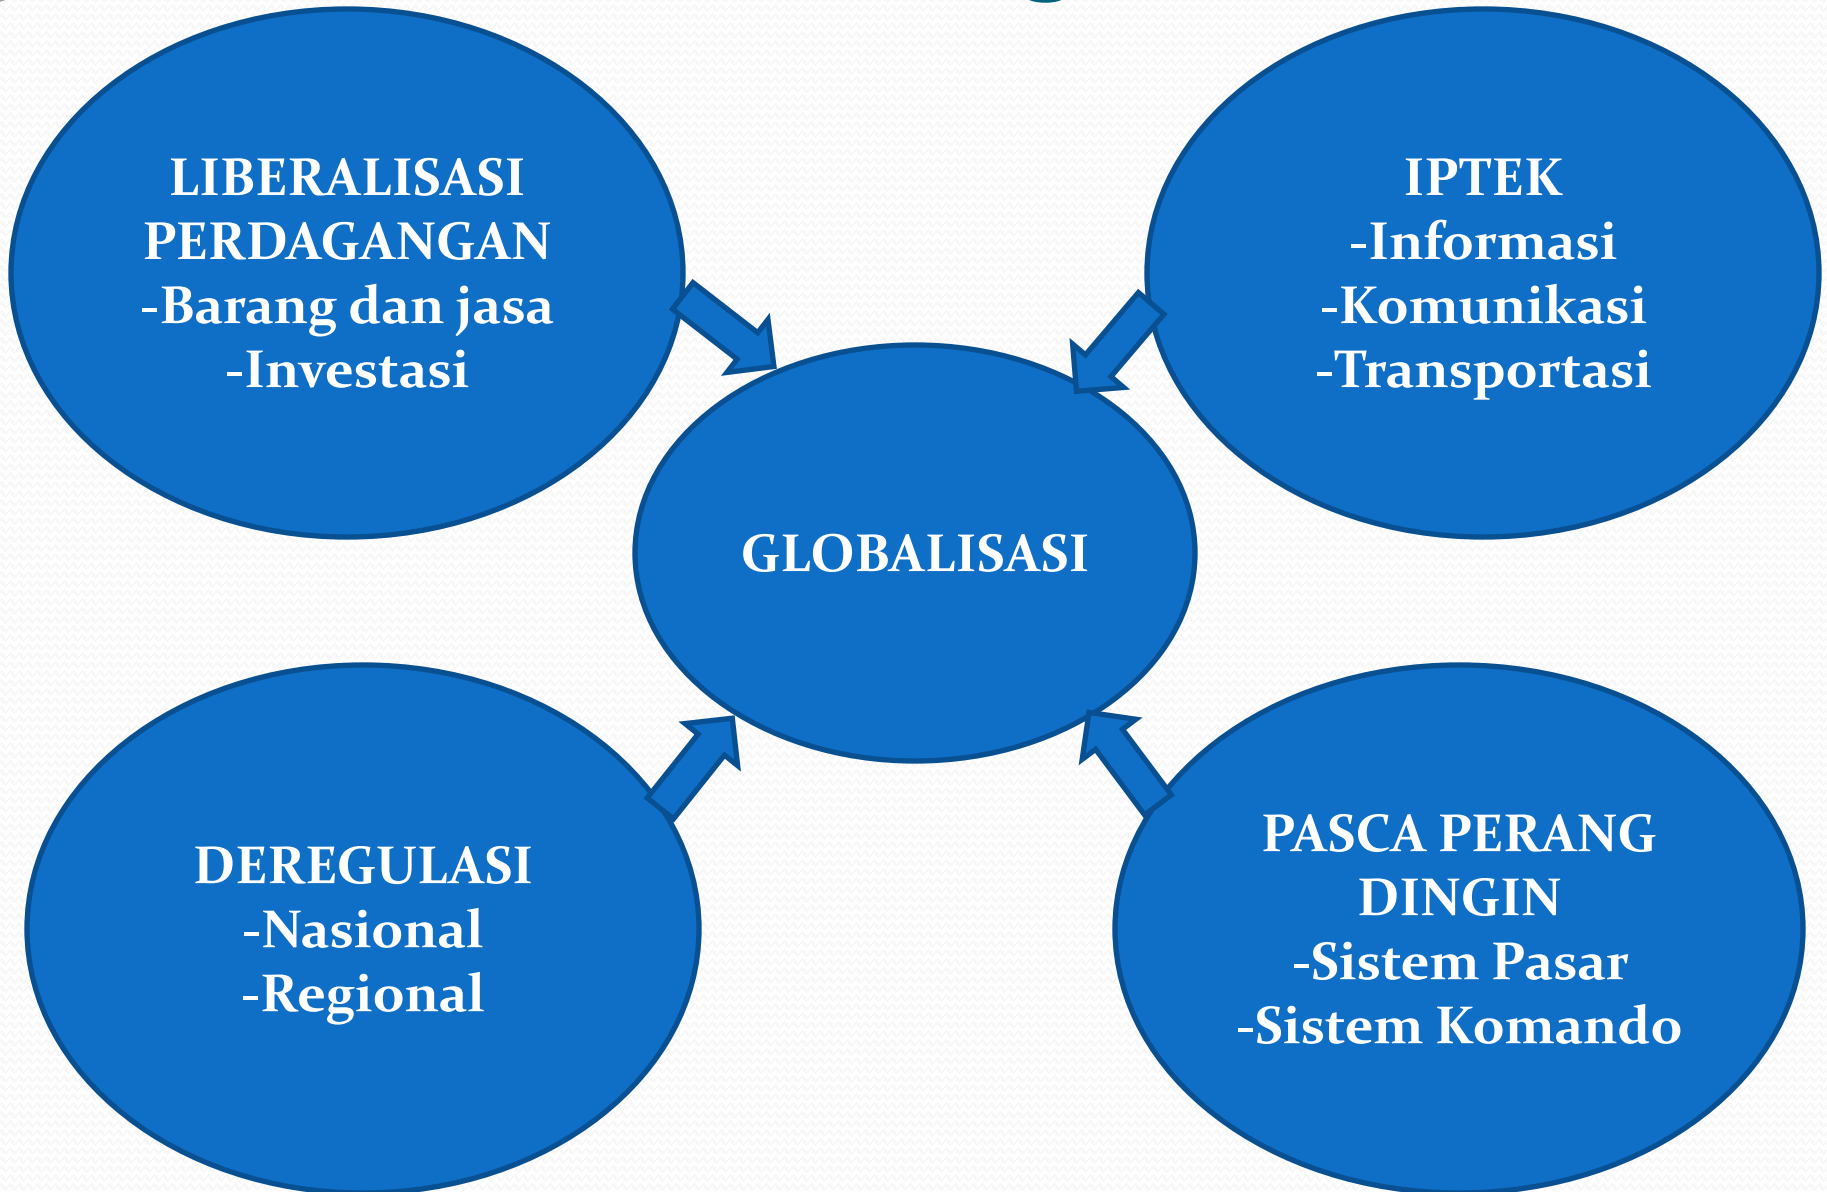 LIBERALISASI
PERDAGANGAN
-Barang dan jasa
-Investasi
IPTEK
-Informasi
-Komunikasi
-Transportasi
GLOBALISASI
DEREGULASI
-Nasional
-Regional
PASCA PERANG
DINGIN
-Sistem Pasar
-Sistem Komando